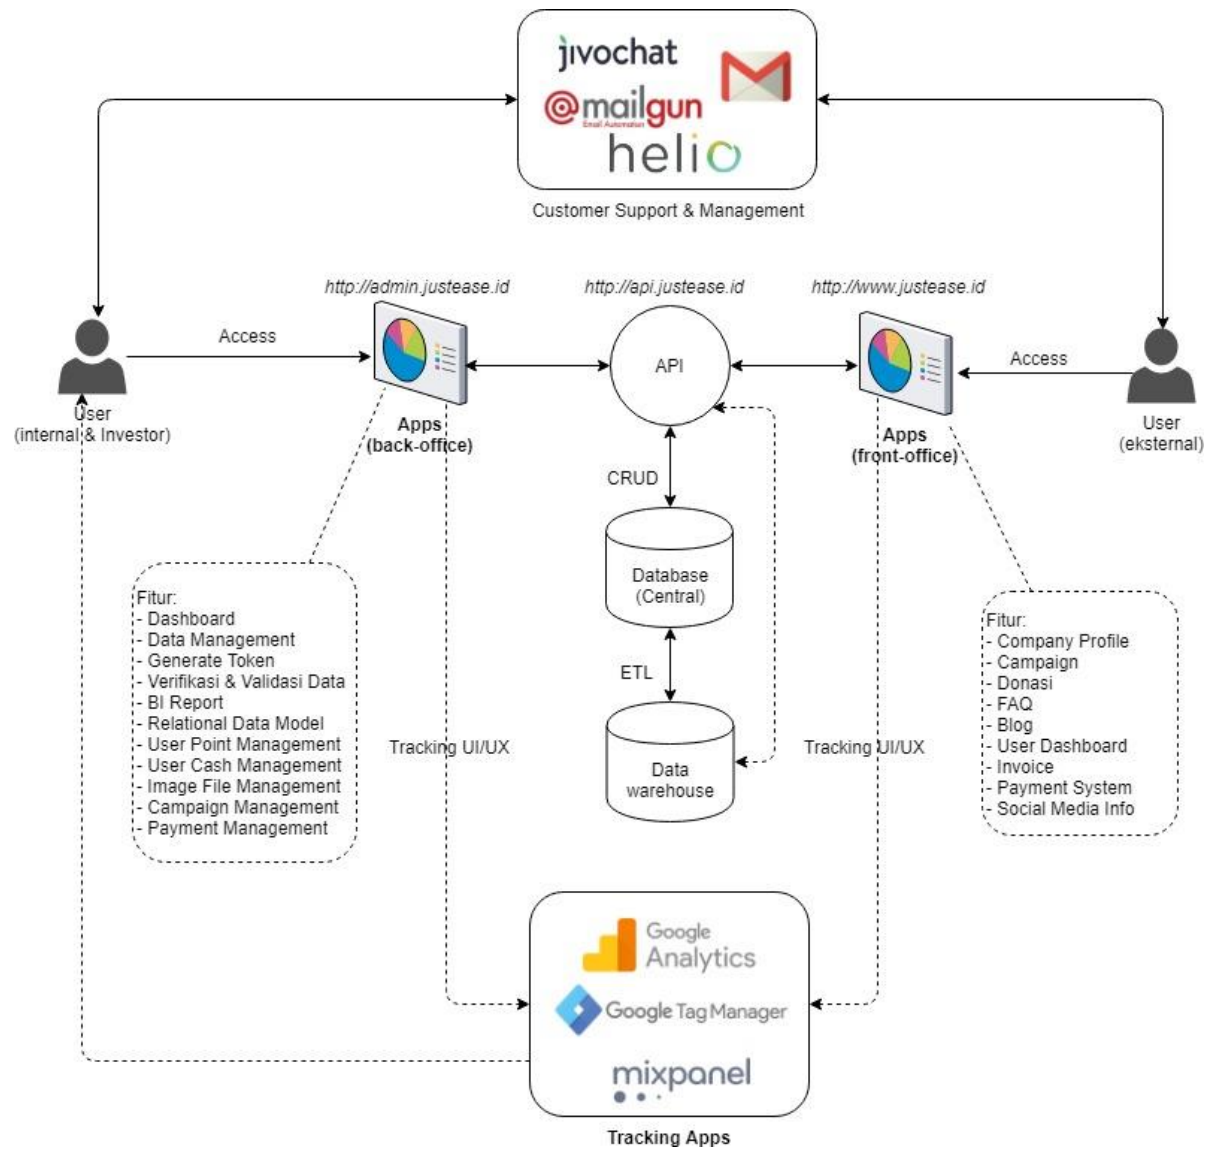 jivochat
@mailgun
Email Automation
helio
Customer Support & Management
http://admin.justease.id
http://api.justease.id
http://www.justease.id
Access
API
Access
User
(internal & Investor)
Apps
(back-office)
Apps
(front-office)
User
(eksternal)
CRUD
Database
(Central)
ETL
Data
warehouse
Fitur:
- Dashboard
- Data Management
- Generate Token
- Verifikasi & Validasi Data
- BI Report
- Relational Data Model
- User Point Management
- User Cash Management
- Image File Management
- Campaign Management
- Payment Management
Tracking UI/UX
Tracking UI/UX
Fitur:
- Company Profile
- Campaign
- Donasi
- FAQ
- Blog
- User Dashboard
- Invoice
- Payment System
- Social Media Info
Google
Analytics
Google Tag Manager
mixpanel
Tracking Apps